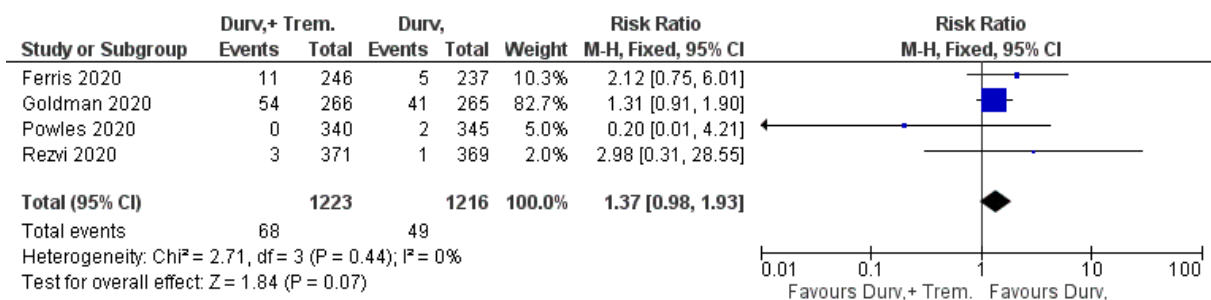 Durv,+ Trem. Durv, Risk Ratio Risk Ratio
Study or Subgroup Events Total Events Total Weight M-H, Fixed, 95% CI M-H, Fixed, 95% CI
Ferris 2020 11 246 5 237 10.3% 2.12 [0.75, 6.01]
Goldman 2020 54 266 41 265 82.7% 1.31 [0.91, 1.90]
Powles 2020 0 340 2 345 5.0% 0.20 [0.01, 4.21]
Rezvi 2020 3 371 1 369 2.0% 2.98 [0.31, 28.55]
Total (95% CI) 1223 1216 100.0% 1.37 [0.98, 1.93]
Total events 68 49
Heterogeneity: Chi² = 2.71, df = 3 (P = 0.44); I² = 0%
Test for overall effect: Z = 1.84 (P = 0.07)
0.01 0.1 1 10 100
Favours Durv,+ Trem. Favours Durv,